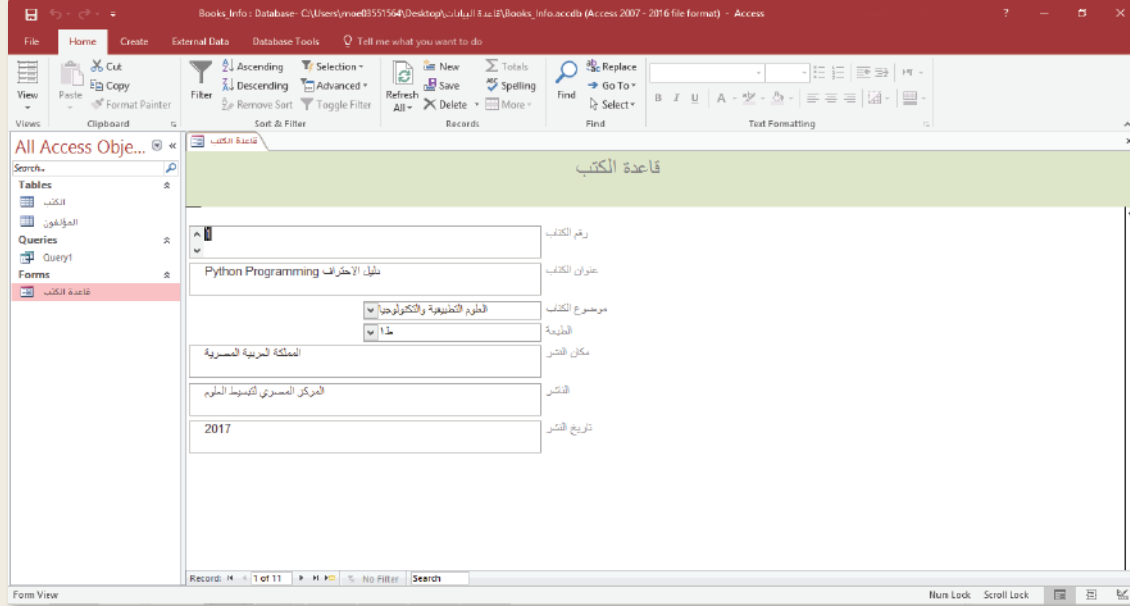 Books_Info : Database- C:\Users\moe03551564\Desktop\قاعدة البيانات\Books_Info.accdb (Access 2007 - 2016 file format) - Access
File Home Create External Data Database Tools Tell me what you want to do
View
Views
Paste
Cut
Copy
Format Painter
Clipboard
Filter
Ascending
Descending
Remove Sort
Selection
Advanced
Toggle Filter
Sort & Filter
Refresh All
New
Save
Delete
Totals
Spelling
More
Records
Find
Replace
Go To
Select
Find
B I U A
Text Formatting
All Access Obje...
Search..
Tables
الكتب
المؤلفون
Queries
Query1
Forms
قاعدة الكتب
قاعدة الكتب
قاعدة الكتب
رقم الكتاب
1
عنوان الكتاب
دليل الاحتراف Python Programming
موضوع الكتاب
العلوم التطبيقية والتكنولوجيا
الطبعة
ط1
مكان النشر
المملكة العربية المصرية
الناشر
المركز المصري لتبسيط العلوم
تاريخ النشر
2017
Record: 1 of 11 No Filter Search
Form View
Num Lock Scroll Lock